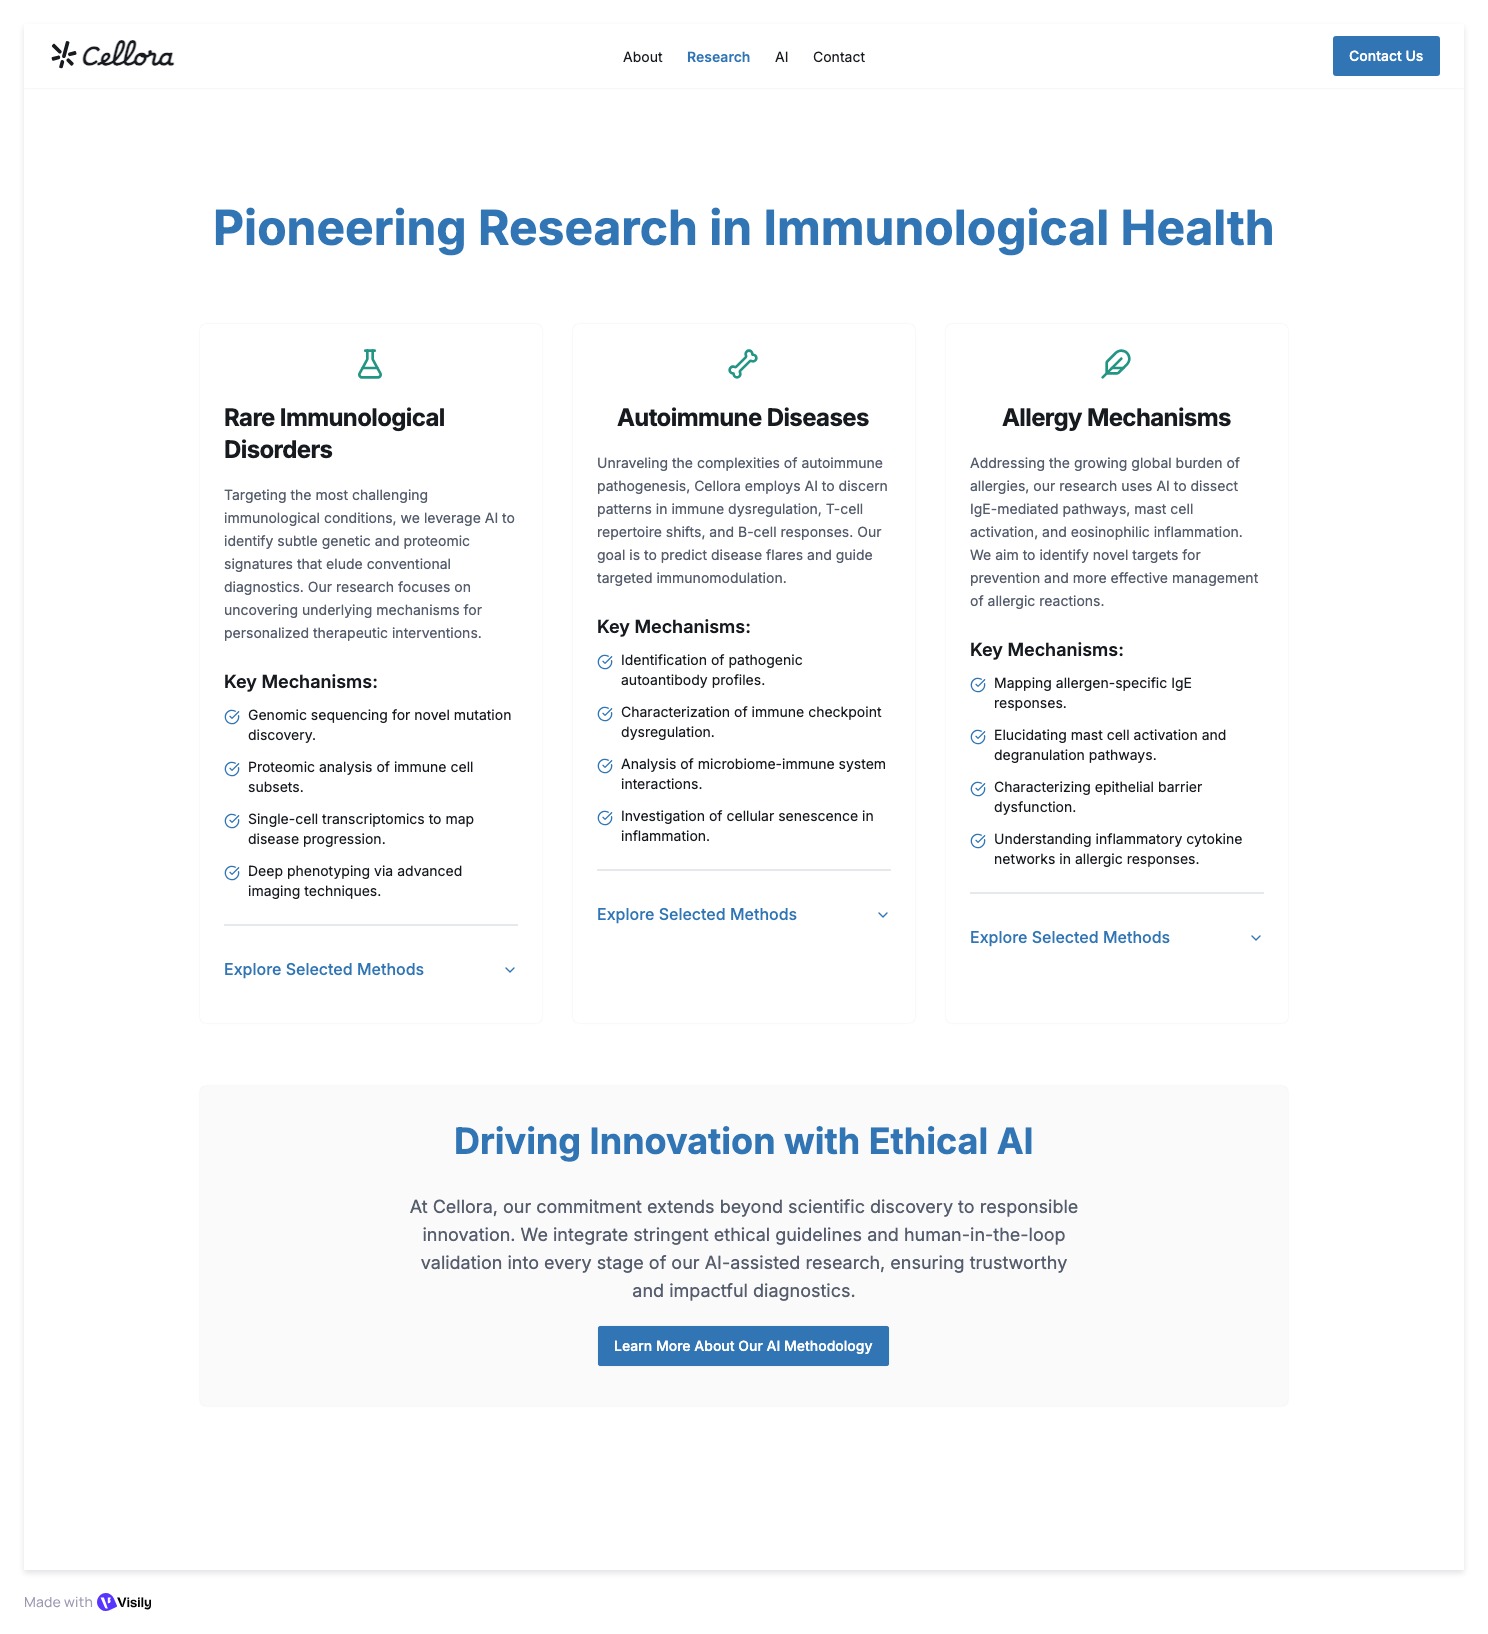 Cellora
About
Research
AI
Contact
Contact Us
Pioneering Research in Immunological Health
Rare Immunological
Disorders
Targeting the most challenging
immunological conditions, we leverage AI to
identify subtle genetic and proteomic
signatures that elude conventional
diagnostics. Our research focuses on
uncovering underlying mechanisms for
personalized therapeutic interventions.
Key Mechanisms:
Genomic sequencing for novel mutation
discovery.
Proteomic analysis of immune cell
subsets.
Single-cell transcriptomics to map
disease progression.
Deep phenotyping via advanced
imaging techniques.
Explore Selected Methods
Autoimmune Diseases
Unraveling the complexities of autoimmune
pathogenesis, Cellora employs AI to discern
patterns in immune dysregulation, T-cell
repertoire shifts, and B-cell responses. Our
goal is to predict disease flares and guide
targeted immunomodulation.
Key Mechanisms:
Identification of pathogenic
autoantibody profiles.
Characterization of immune checkpoint
dysregulation.
Analysis of microbiome-immune system
interactions.
Investigation of cellular senescence in
inflammation.
Explore Selected Methods
Allergy Mechanisms
Addressing the growing global burden of
allergies, our research uses AI to dissect
IgE-mediated pathways, mast cell
activation, and eosinophilic inflammation.
We aim to identify novel targets for
prevention and more effective management
of allergic reactions.
Key Mechanisms:
Mapping allergen-specific IgE
responses.
Elucidating mast cell activation and
degranulation pathways.
Characterizing epithelial barrier
dysfunction.
Understanding inflammatory cytokine
networks in allergic responses.
Explore Selected Methods
Driving Innovation with Ethical AI
At Cellora, our commitment extends beyond scientific discovery to responsible
innovation. We integrate stringent ethical guidelines and human-in-the-loop
validation into every stage of our AI-assisted research, ensuring trustworthy
and impactful diagnostics.
Learn More About Our AI Methodology
Made with Visily